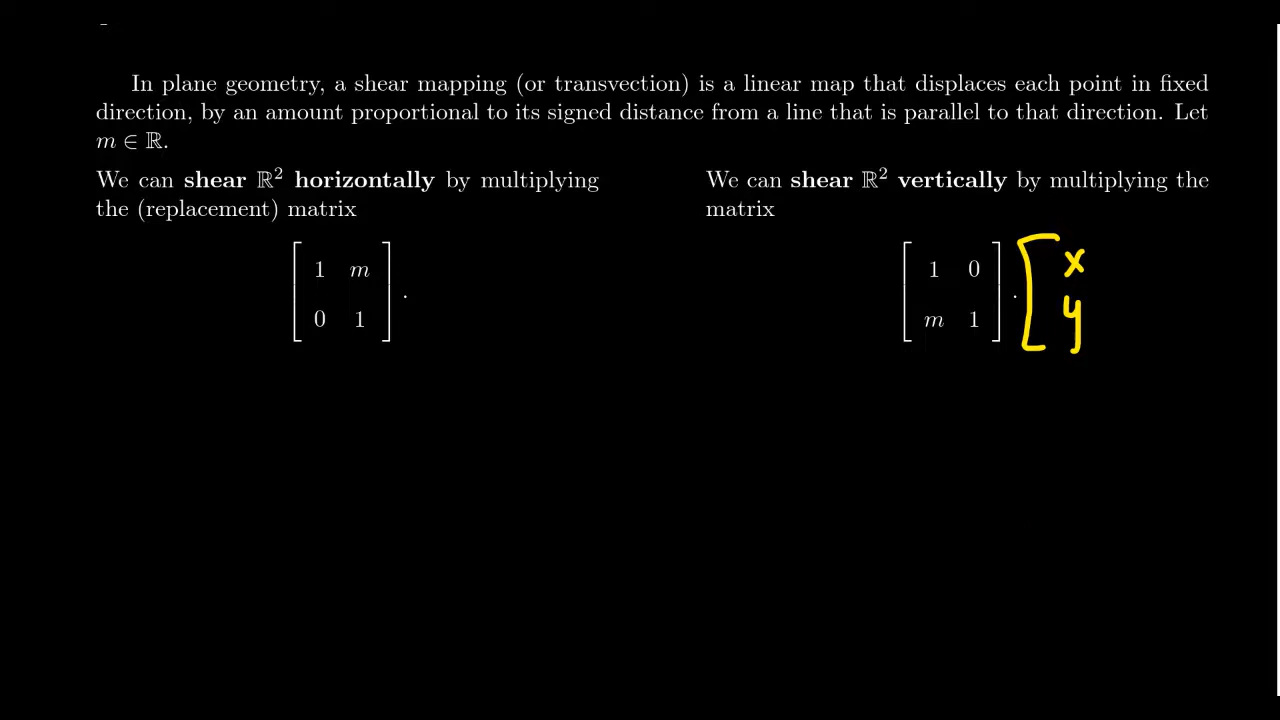 In plane geometry, a shear mapping (or transvection) is a linear map that displaces each point in fixed
direction, by an amount proportional to its signed distance from a line that is parallel to that direction. Let
m ∈ ℝ.
We can shear ℝ² horizontally by multiplying
the (replacement) matrix
[ 1 m
0 1 ] .
We can shear ℝ² vertically by multiplying the
matrix
[ 1 0
m 1 ] . [ x
y